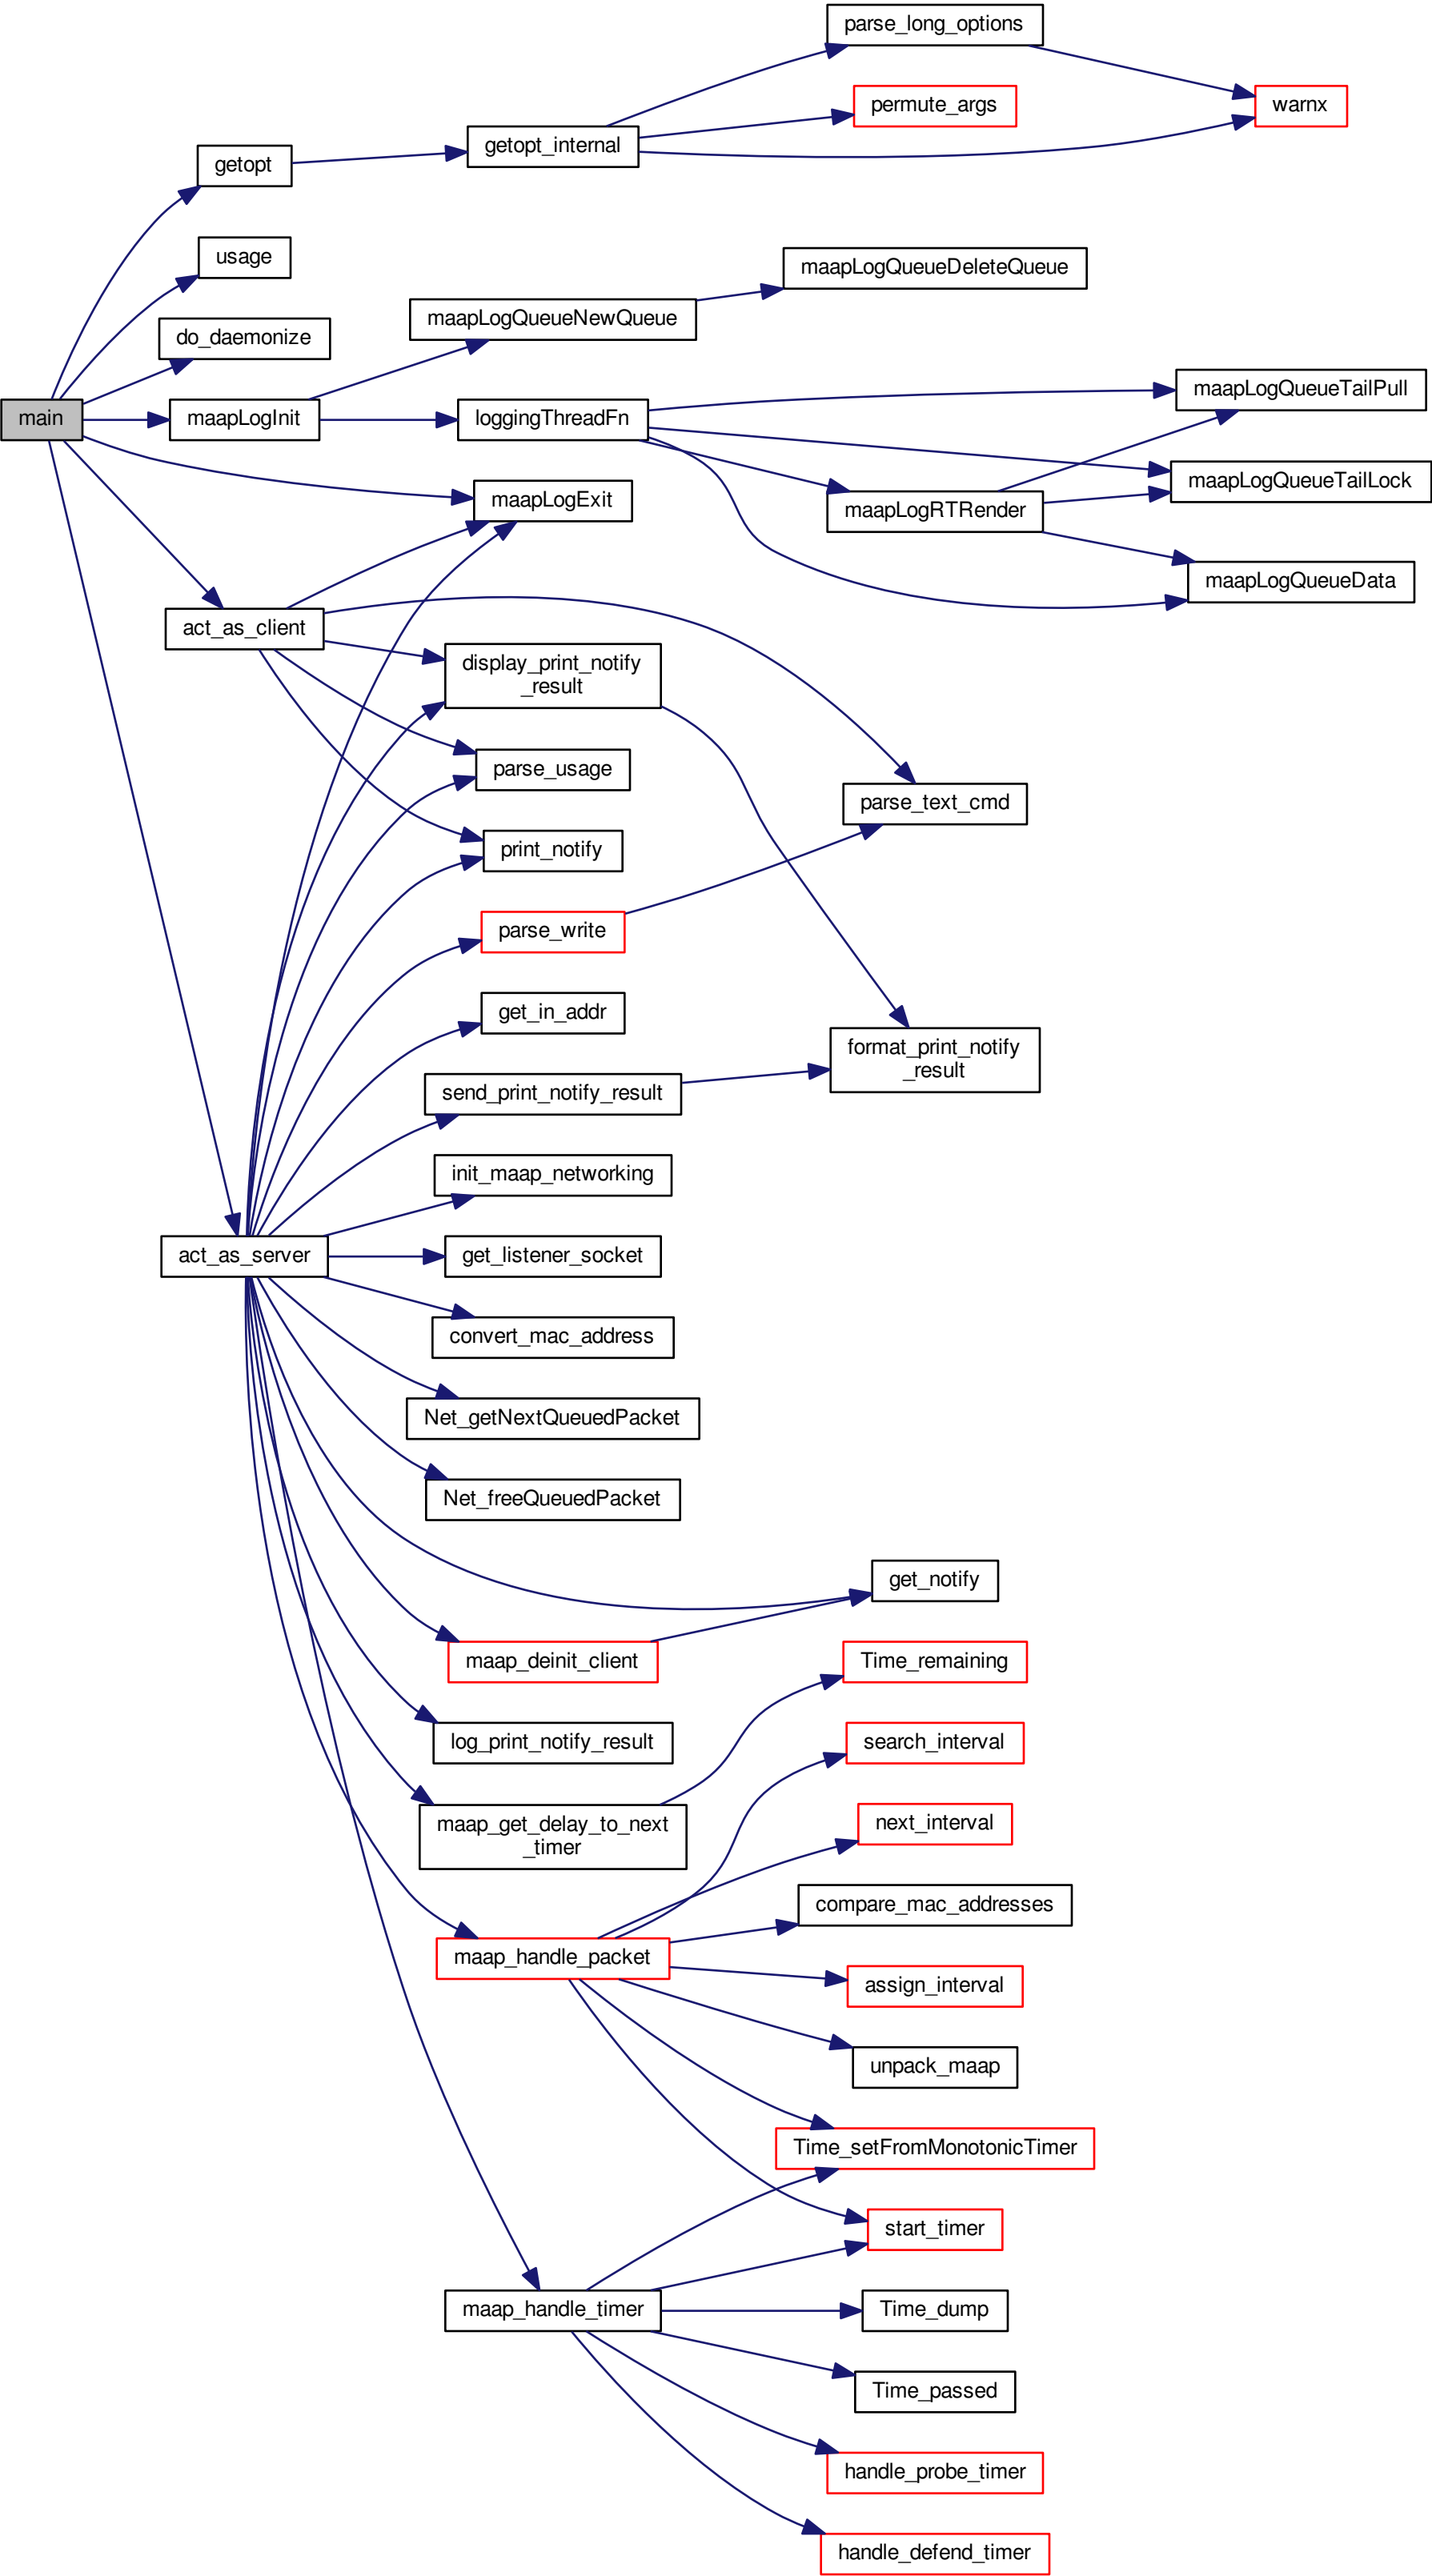 parse_long_options
permute_args
warnx
getopt_internal
getopt
usage
do_daemonize
main
maapLogInit
maapLogQueueNewQueue
maapLogQueueDeleteQueue
loggingThreadFn
maapLogQueueTailPull
maapLogQueueTailLock
maapLogRTRender
maapLogQueueData
maapLogExit
act_as_client
display_print_notify
_result
parse_usage
parse_text_cmd
print_notify
parse_write
get_in_addr
format_print_notify
_result
send_print_notify_result
init_maap_networking
act_as_server
get_listener_socket
convert_mac_address
Net_getNextQueuedPacket
Net_freeQueuedPacket
get_notify
maap_deinit_client
Time_remaining
log_print_notify_result
search_interval
maap_get_delay_to_next
_timer
next_interval
compare_mac_addresses
maap_handle_packet
assign_interval
unpack_maap
Time_setFromMonotonicTimer
start_timer
maap_handle_timer
Time_dump
Time_passed
handle_probe_timer
handle_defend_timer